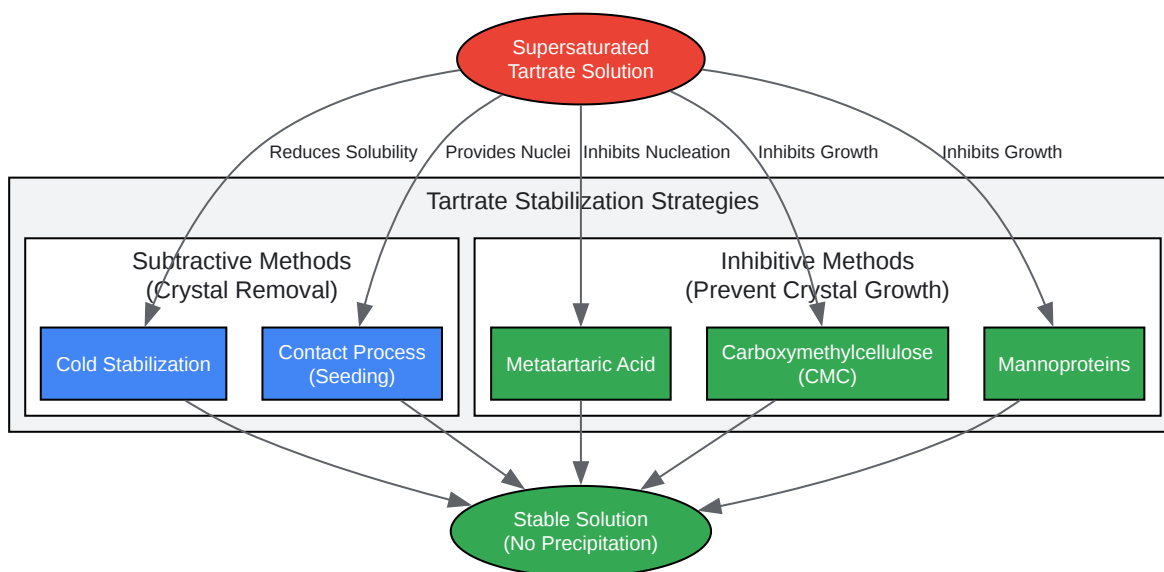 Supersaturated
Tartrate Solution
Reduces Solubility
Provides Nuclei
Inhibits Nucleation
Inhibits Growth
Inhibits Growth
Tartrate Stabilization Strategies
Subtractive Methods
(Crystal Removal)
Inhibitive Methods
(Prevent Crystal Growth)
Cold Stabilization
Contact Process
(Seeding)
Metatartaric Acid
Carboxymethylcellulose
(CMC)
Mannoproteins
Stable Solution
(No Precipitation)